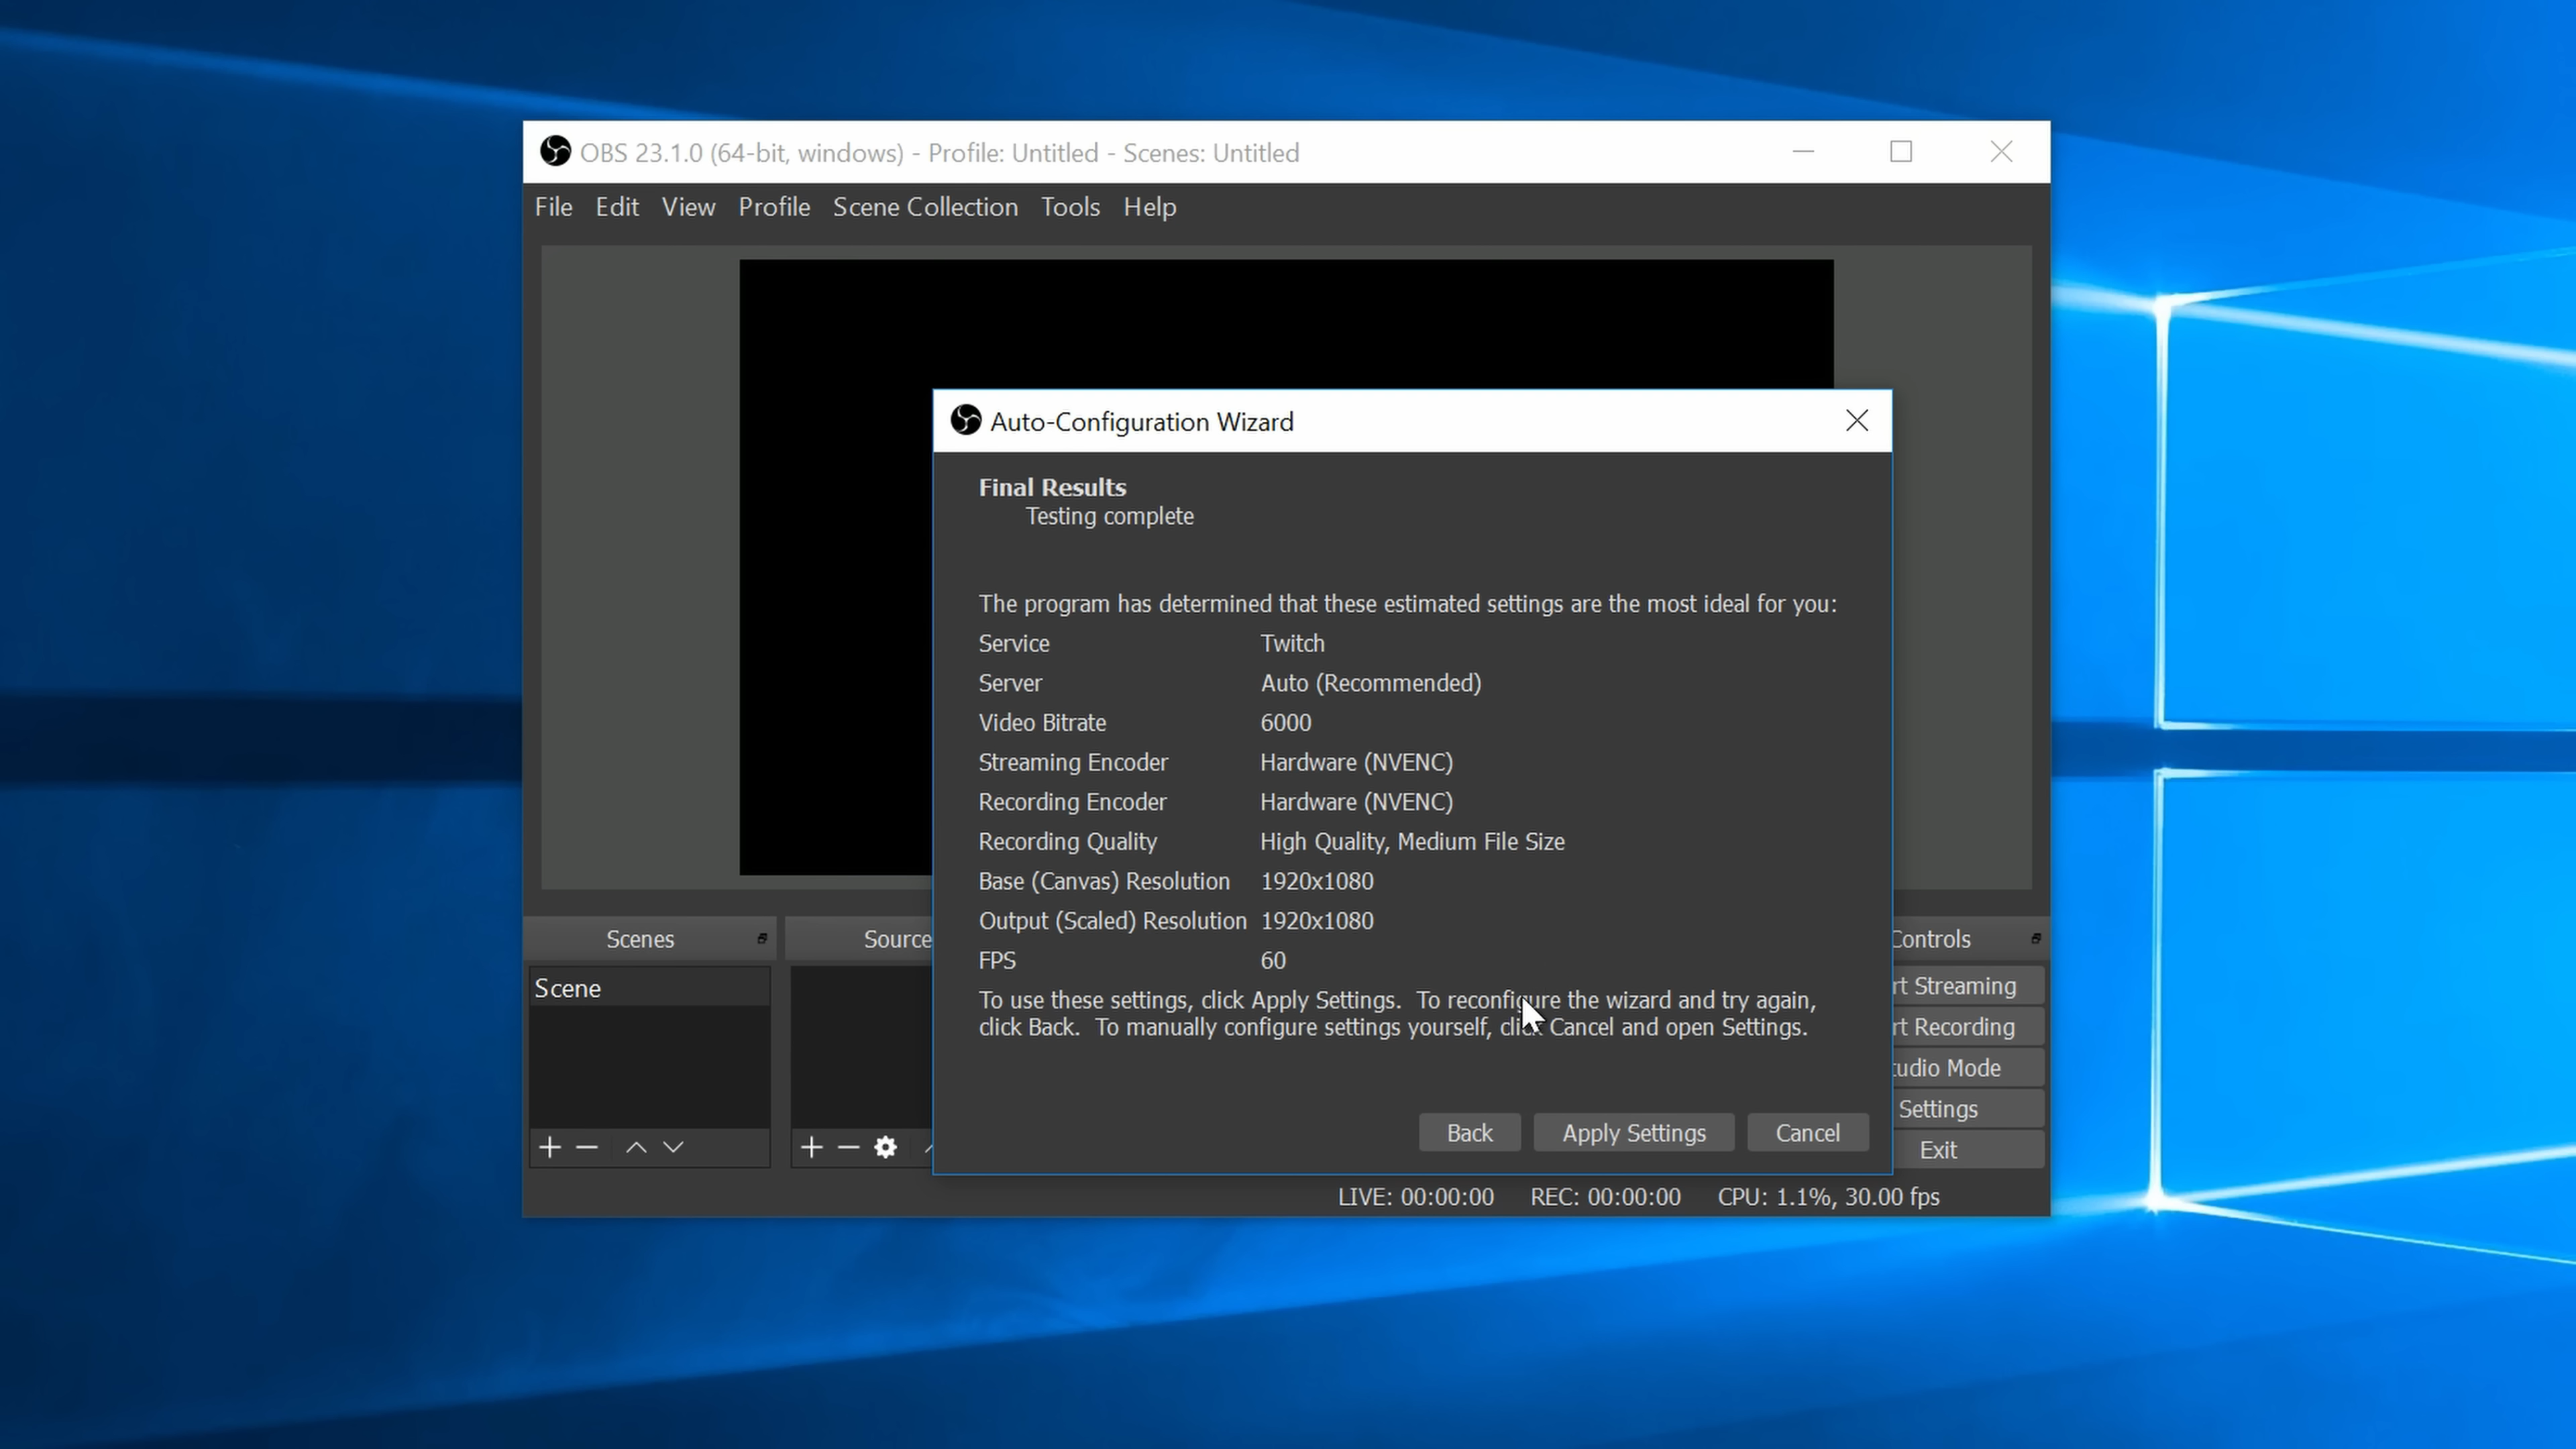 OBS 23.1.0 (64-bit, windows) - Profile: Untitled - Scenes: Untitled
File Edit View Profile Scene Collection Tools Help
Auto-Configuration Wizard
Final Results
Testing complete
The program has determined that these estimated settings are the most ideal for you:
Service Twitch
Server Auto (Recommended)
Video Bitrate 6000
Streaming Encoder Hardware (NVENC)
Recording Encoder Hardware (NVENC)
Recording Quality High Quality, Medium File Size
Base (Canvas) Resolution 1920x1080
Output (Scaled) Resolution 1920x1080
FPS 60
To use these settings, click Apply Settings. To reconfigure the wizard and try again,
click Back. To manually configure settings yourself, click Cancel and open Settings.
Back Apply Settings Cancel
Scenes Source Controls
Scene
rt Streaming
rt Recording
tudio Mode
Settings
Exit
LIVE: 00:00:00 REC: 00:00:00 CPU: 1.1%, 30.00 fps